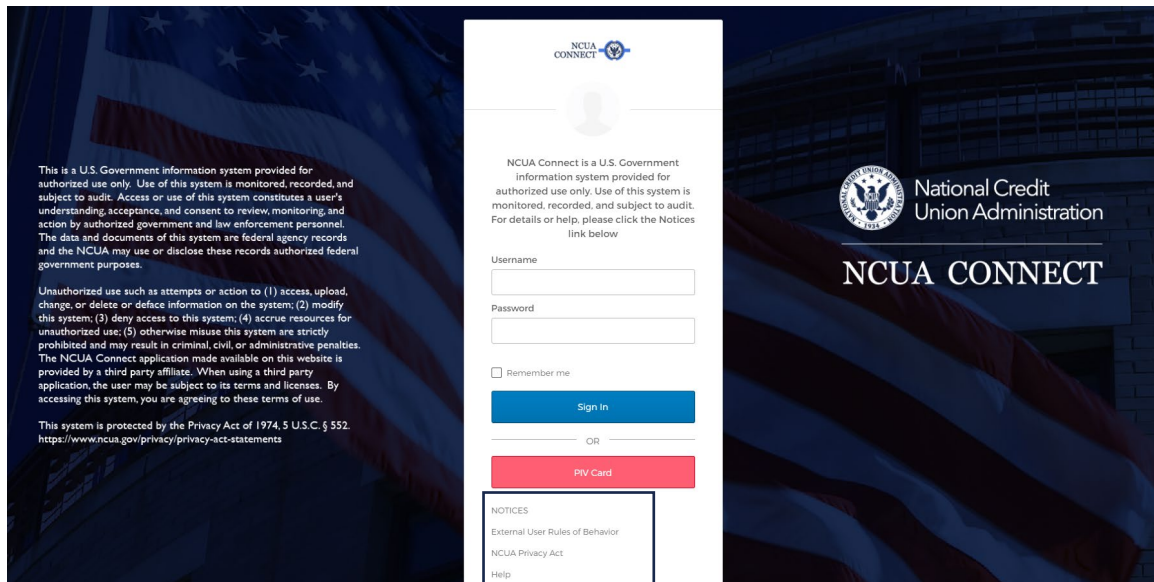 This is a U.S. Government information system provided for
authorized use only. Use of this system is monitored, recorded, and
subject to audit. Access or use of this system constitutes a user's
understanding, acceptance, and consent to review, monitoring, and
action by authorized government and law enforcement personnel.
The data and documents of this system are federal agency records
and the NCUA may use or disclose these records authorized federal
government purposes.
Unauthorized use such as attempts or action to (1) access, upload,
change, or delete or deface information on the system; (2) modify
this system; (3) deny access to this system; (4) accrue resources for
unauthorized use; (5) otherwise misuse this system are strictly
prohibited and may result in criminal, civil, or administrative penalties.
The NCUA Connect application made available on this website is
provided by a third party affiliate. When using a third party
application, the user may be subject to its terms and licenses. By
accessing this system, you are agreeing to these terms of use.
This system is protected by the Privacy Act of 1974, 5 U.S.C. § 552.
https://www.ncua.gov/privacy/privacy-act-statements
NCUA
CONNECT
NCUA Connect is a U.S. Government
information system provided for
authorized use only. Use of this system is
monitored, recorded, and subject to audit.
For details or help, please click the Notices
link below
Username
Password
Remember me
Sign In
OR
PIV Card
NOTICES
External User Rules of Behavior
NCUA Privacy Act
Help
NATIONAL CREDIT UNION ADMINISTRATION
1934
National Credit
Union Administration
NCUA CONNECT